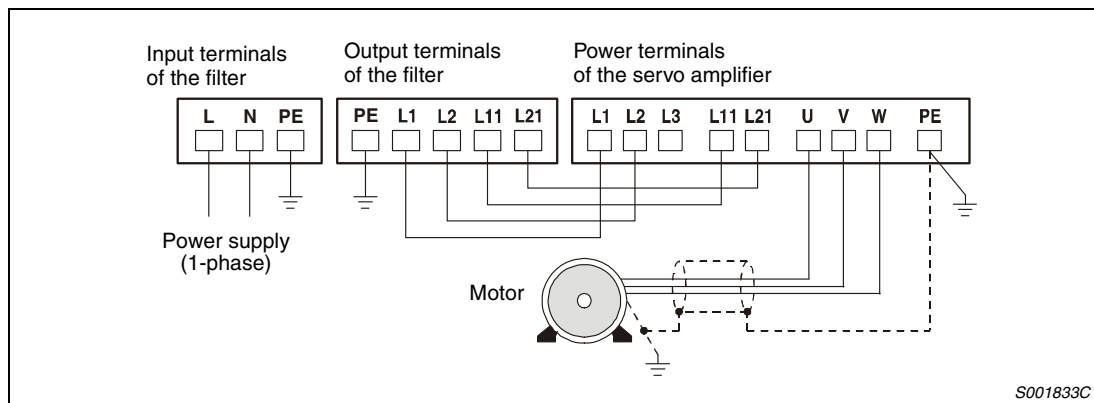 Input terminals
of the filter
Output terminals
of the filter
Power terminals
of the servo amplifier
L N PE
PE L1 L2 L11 L21
L1 L2 L3 L11 L21 U V W PE
Power supply
(1-phase)
Motor
S001833C